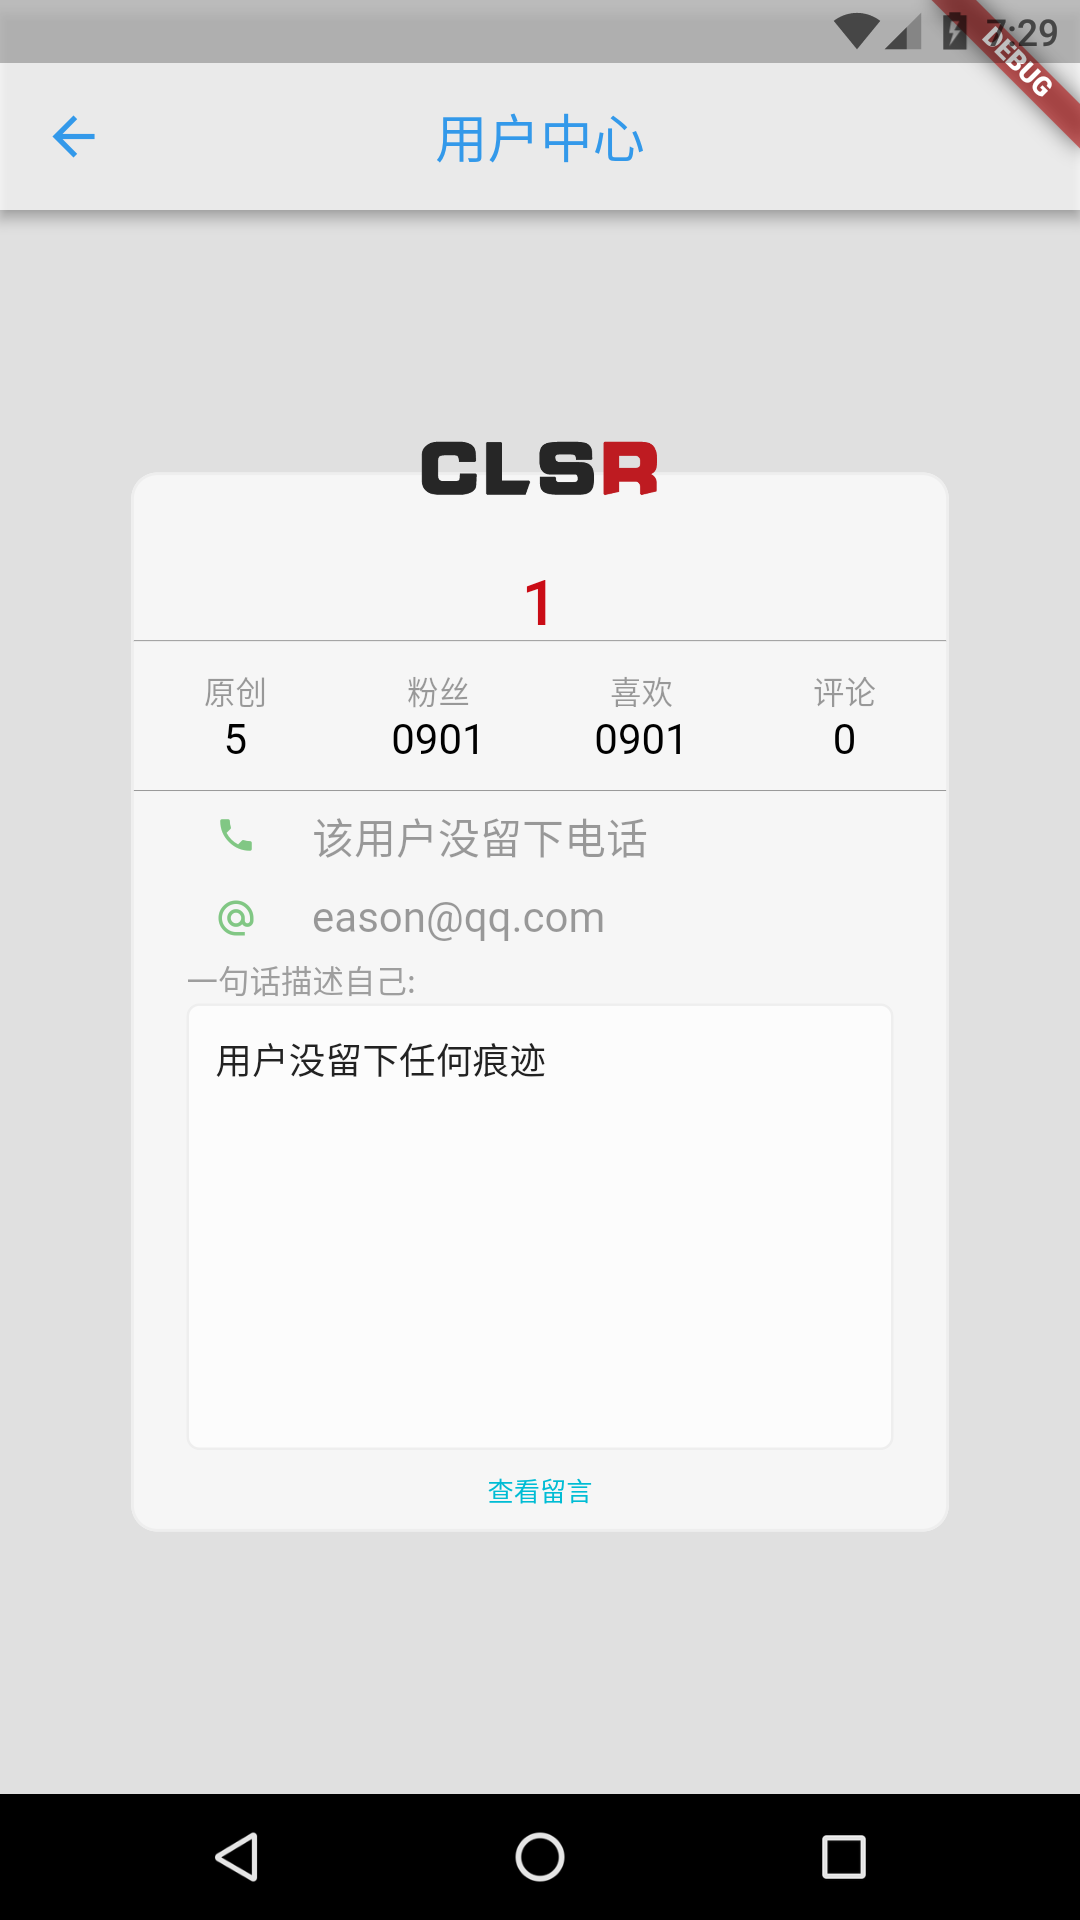 7:29
DEBUG
用户中心
CLSR
1
原创 粉丝 喜欢 评论
5 0901 0901 0
该用户没留下电话
eason@qq.com
一句话描述自己:
用户没留下任何痕迹
查看留言